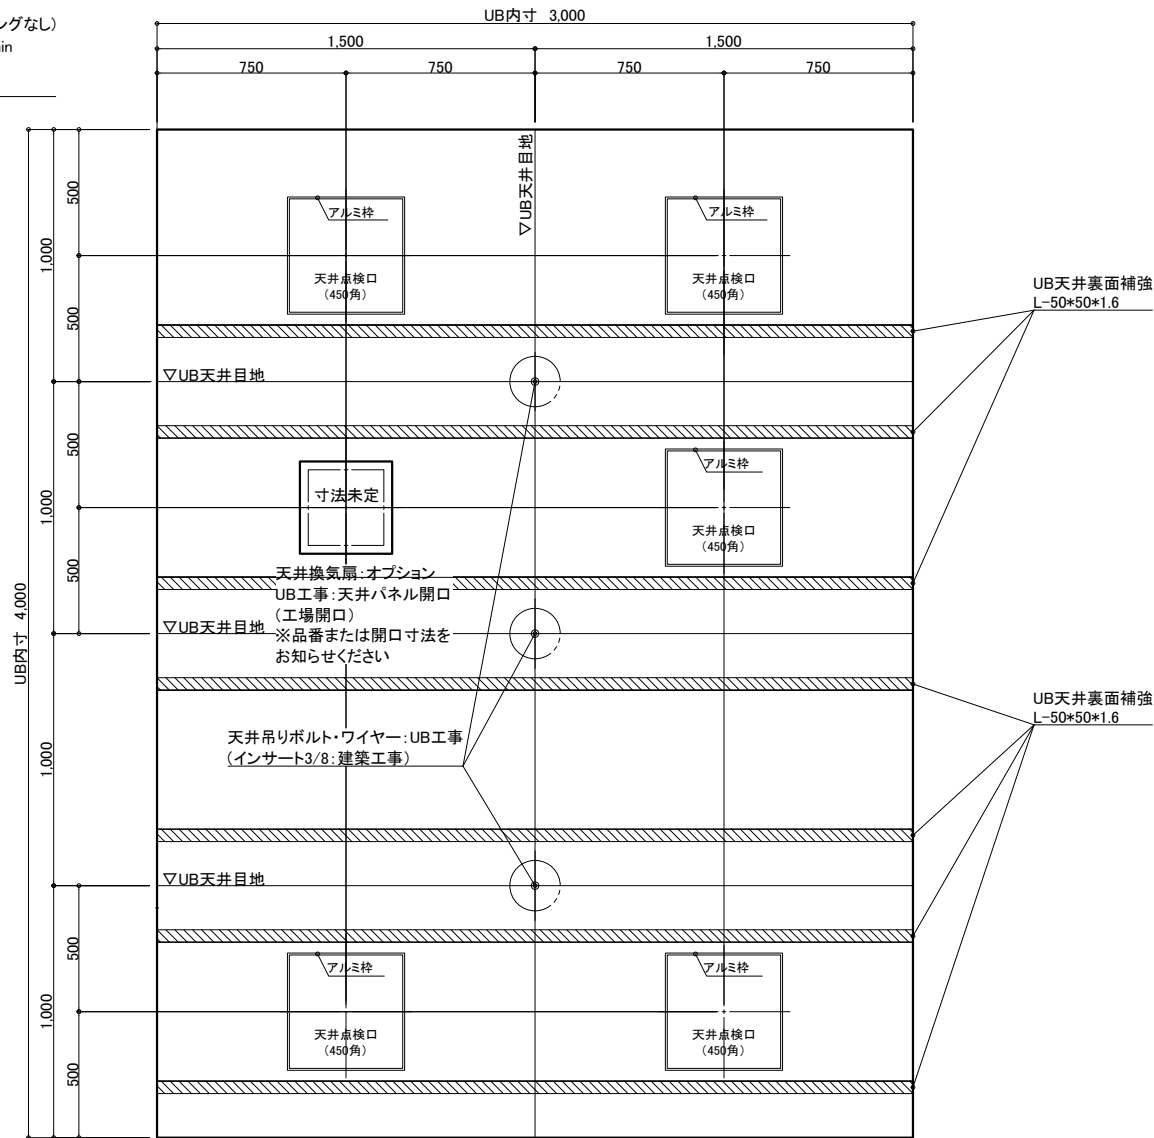 ングなし)
in
UB内寸 3,000
1,500
1,500
750
750
750
750
▽UB天井目地
500
1,000
500
アルミ枠
天井点検口
(450角)
アルミ枠
天井点検口
(450角)
UB天井裏面補強
L-50*50*1.6
▽UB天井目地
500
1,000
500
寸法未定
アルミ枠
天井点検口
(450角)
天井換気扇:オプション
UB工事:天井パネル開口
(工場開口)
※品番または開口寸法を
お知らせください
▽UB天井目地
UB内寸 4,000
UB天井裏面補強
L-50*50*1.6
天井吊りボルト・ワイヤー:UB工事
(インサート3/8:建築工事)
1,000
▽UB天井目地
500
1,000
500
アルミ枠
天井点検口
(450角)
アルミ枠
天井点検口
(450角)